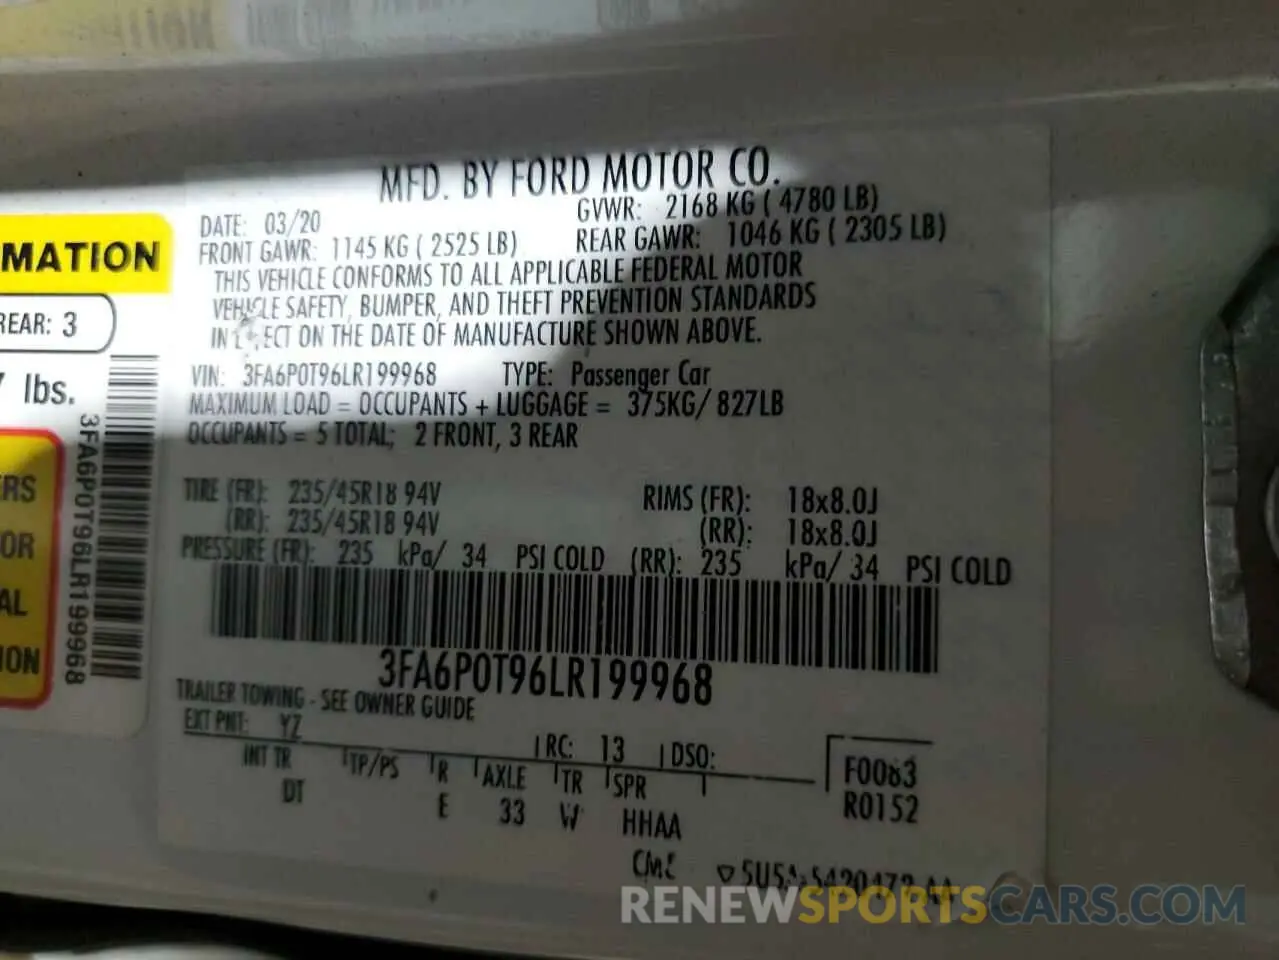 MFD. BY FORD MOTOR CO.
DATE: 03/20
GVWR: 2168 KG ( 4780 LB)
FRONT GAWR: 1145 KG ( 2525 LB)
REAR GAWR: 1046 KG ( 2305 LB)
THIS VEHICLE CONFORMS TO ALL APPLICABLE FEDERAL MOTOR
VEHICLE SAFETY, BUMPER, AND THEFT PREVENTION STANDARDS
IN EFFECT ON THE DATE OF MANUFACTURE SHOWN ABOVE.
VIN: 3FA6P0T96LR199968 TYPE: Passenger Car
MAXIMUM LOAD = OCCUPANTS + LUGGAGE = 375KG/ 827LB
OCCUPANTS = 5 TOTAL; 2 FRONT, 3 REAR
TIRE (FR): 235/45R18 94V RIMS (FR): 18x8.0J
(RR): 235/45R18 94V (RR): 18x8.0J
PRESSURE (FR): 235 kPa/ 34 PSI COLD (RR): 235 kPa/ 34 PSI COLD
3FA6P0T96LR199968
TRAILER TOWING - SEE OWNER GUIDE
EXT PNT: YZ RC: 13 DSO:
INT TR TP/PS R AXLE TR SPR
DT E 33 W HHAA
F0083
R0152
MATION
REAR: 3
lbs.
3FA6P0T96LR199968
ERS
OR
AL
ION
RENEWSPORTSCARS.COM